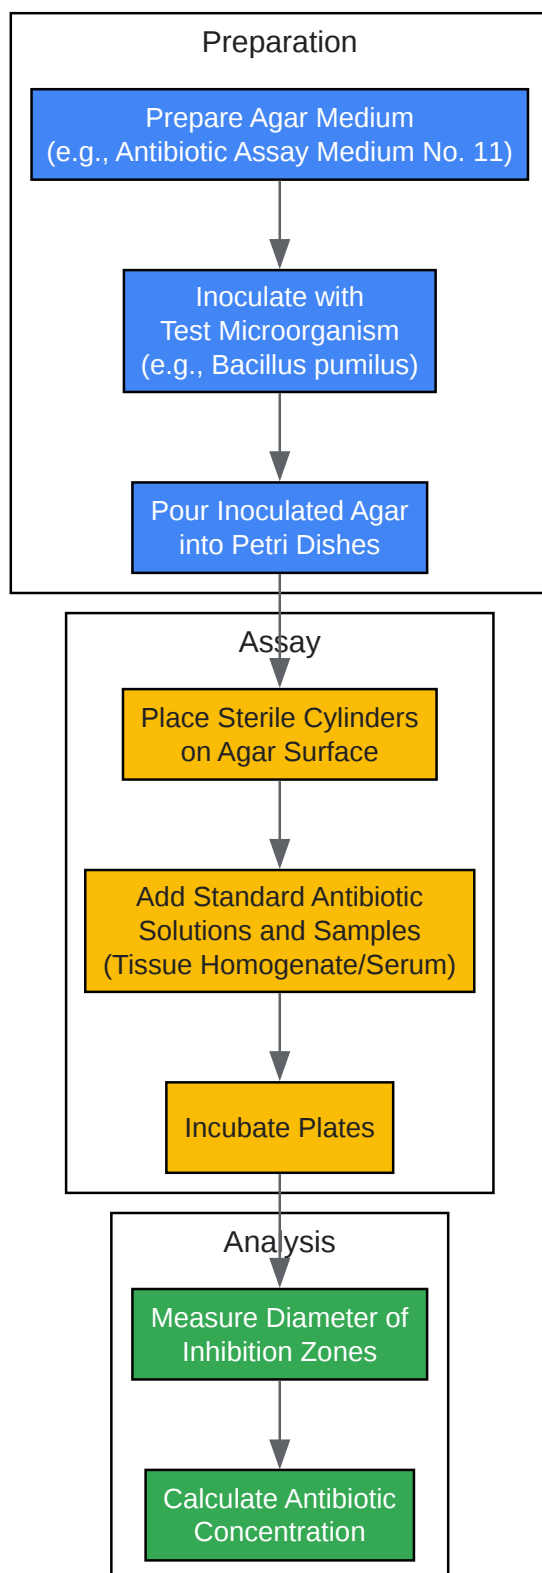 Preparation
Prepare Agar Medium
(e.g., Antibiotic Assay Medium No. 11)
Inoculate with
Test Microorganism
(e.g., Bacillus pumilus)
Pour Inoculated Agar
into Petri Dishes
Assay
Place Sterile Cylinders
on Agar Surface
Add Standard Antibiotic
Solutions and Samples
(Tissue Homogenate/Serum)
Incubate Plates
Analysis
Measure Diameter of
Inhibition Zones
Calculate Antibiotic
Concentration